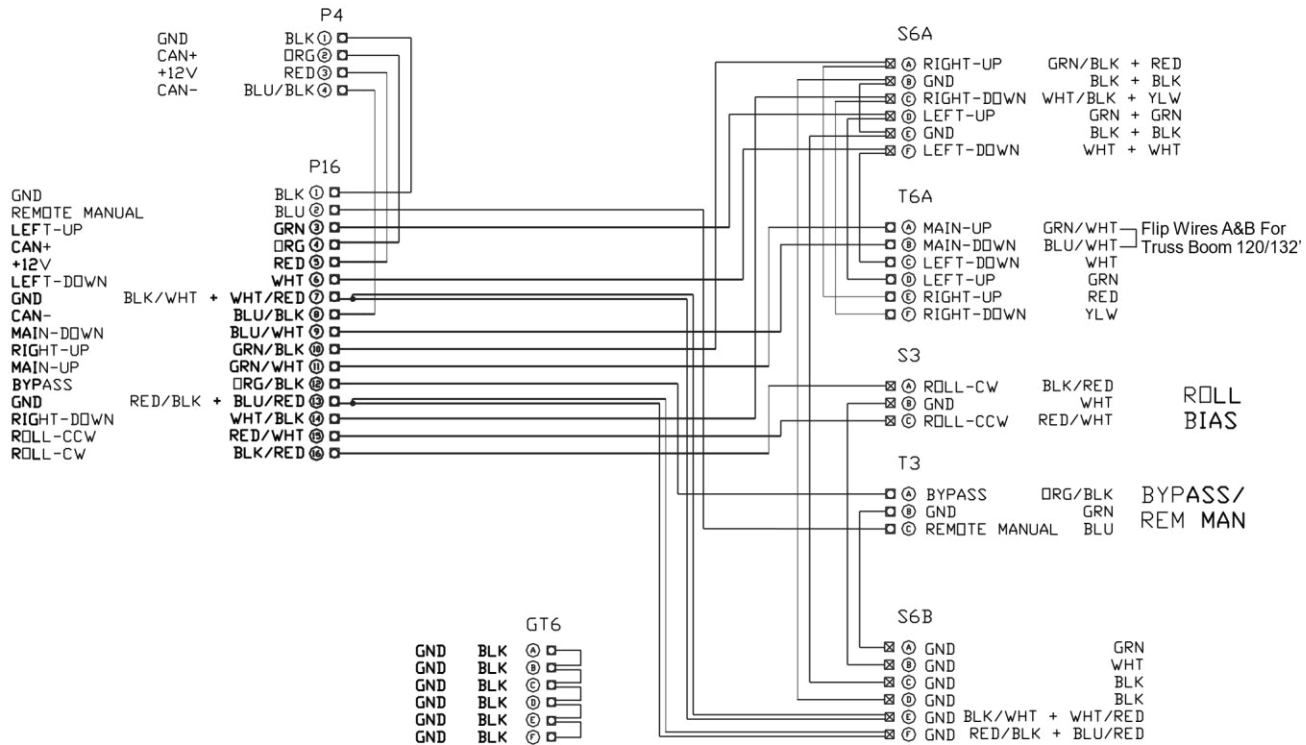 P4
GND BLK 1
CAN+ ORG 2
+12V RED 3
CAN- BLU/BLK 4
P16
GND BLK 1
REMOTE MANUAL BLU 2
LEFT-UP GRN 3
CAN+ ORG 4
+12V RED 5
LEFT-DOWN WHT 6
GND BLK/WHT + WHT/RED 7
CAN- BLU/BLK 8
MAIN-DOWN BLU/WHT 9
RIGHT-UP GRN/BLK 10
MAIN-UP GRN/WHT 11
BYPASS ORG/BLK 12
GND RED/BLK + BLU/RED 13
RIGHT-DOWN WHT/BLK 14
ROLL-CCW RED/WHT 15
ROLL-CW BLK/RED 16
GT6
GND BLK A
GND BLK B
GND BLK C
GND BLK D
GND BLK E
GND BLK F
S6A
A RIGHT-UP GRN/BLK + RED
B GND BLK + BLK
C RIGHT-DOWN WHT/BLK + YLW
D LEFT-UP GRN + GRN
E GND BLK + BLK
F LEFT-DOWN WHT + WHT
T6A
A MAIN-UP GRN/WHT Flip Wires A&B For
B MAIN-DOWN BLU/WHT Truss Boom 120/132'
C LEFT-DOWN WHT
D LEFT-UP GRN
E RIGHT-UP RED
F RIGHT-DOWN YLW
S3
A ROLL-CW BLK/RED
B GND WHT
C ROLL-CCW RED/WHT
ROLL
BIAS
T3
A BYPASS ORG/BLK
B GND GRN
C REMOTE MANUAL BLU
BYPASS/
REM MAN
S6B
A GND GRN
B GND WHT
C GND BLK
D GND BLK
E GND BLK/WHT + WHT/RED
F GND RED/BLK + BLU/RED